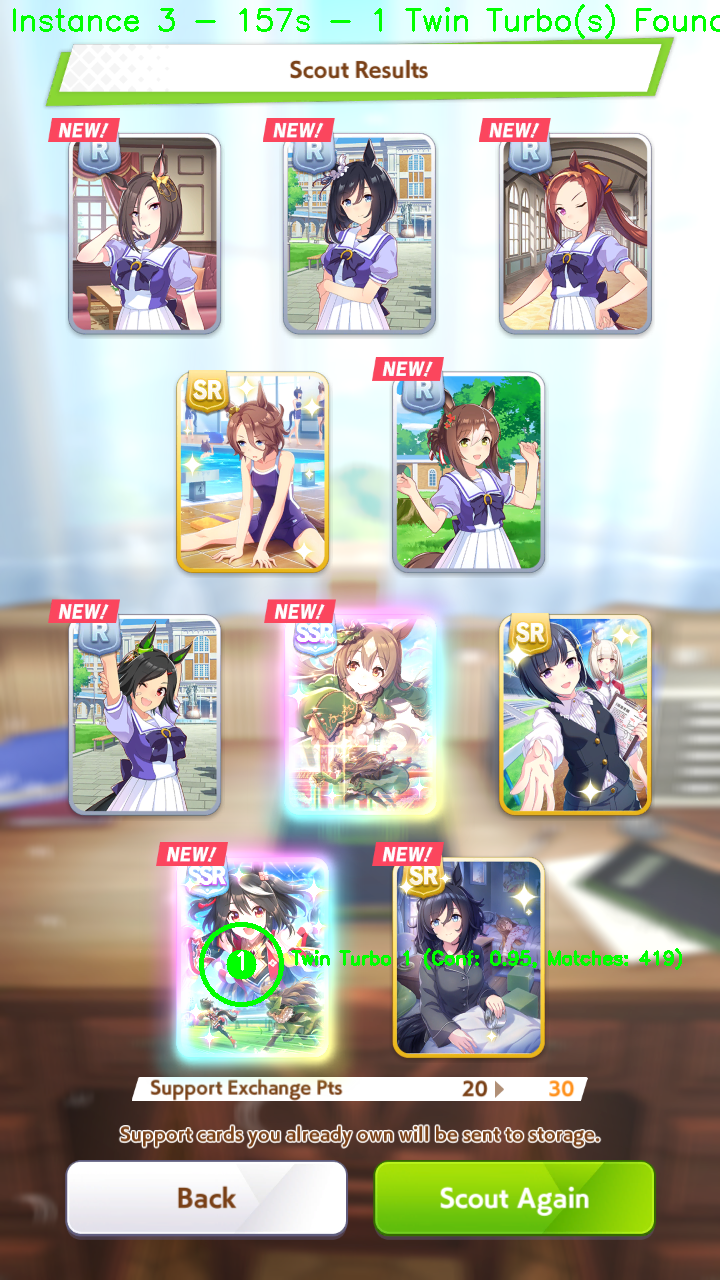 Instance 3 - 157s - 1 Twin Turbo(s) Found
Scout Results
NEW! NEW! NEW!
R R R
NEW!
SR R
NEW! NEW!
R SSR SR
NEW! NEW!
SSR SR
1 Twin Turbo 1 (Conf: 0.95, Matches: 419)
Support Exchange Pts 20 30
Support cards you already own will be sent to storage.
Back Scout Again